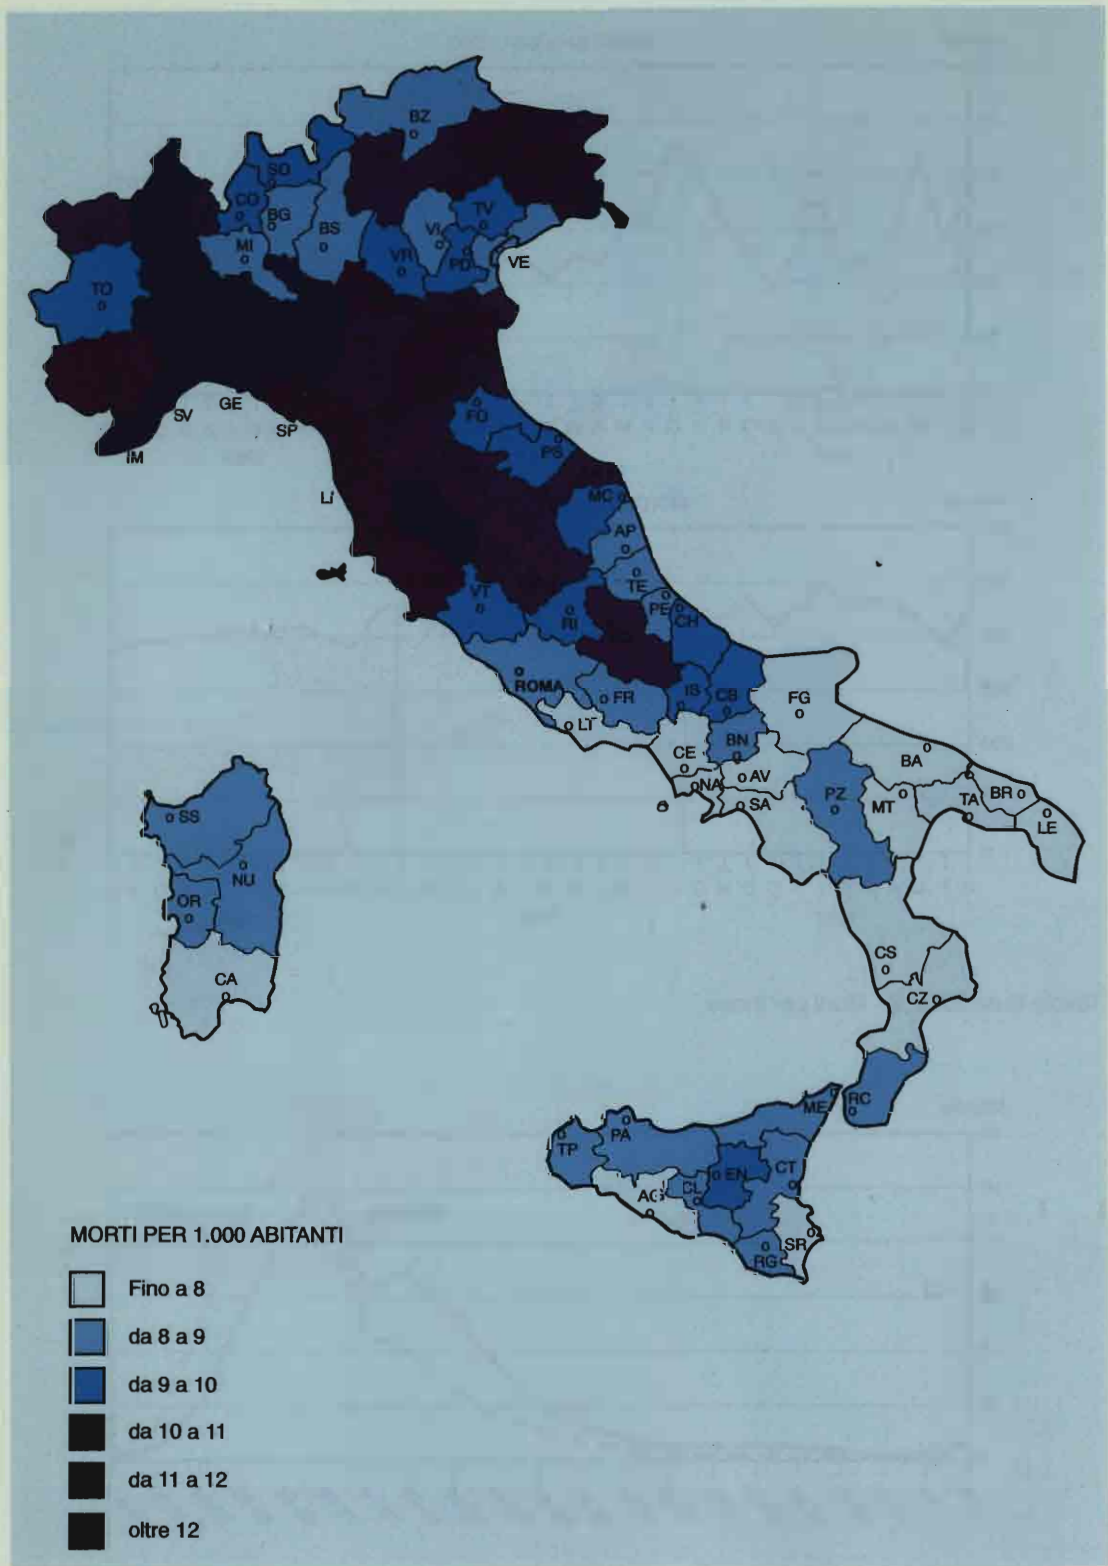 BZ
SO
CO
BG
BS
MI
TV
VI
VR
PD
VE
TO
SV
GE
SP
IM
FO
PS
LI
MC
AP
TE
VT
PE
CH
RI
ROMA
FR
IS
CB
FG
LT
BN
CE
BA
NA
AV
SA
PZ
MT
TA
BR
LE
SS
NU
OR
CA
CS
CZ
RC
ME
PA
TP
EN
CT
CL
AG
SR
RG
MORTI PER 1.000 ABITANTI
Fino a 8
da 8 a 9
da 9 a 10
da 10 a 11
da 11 a 12
oltre 12